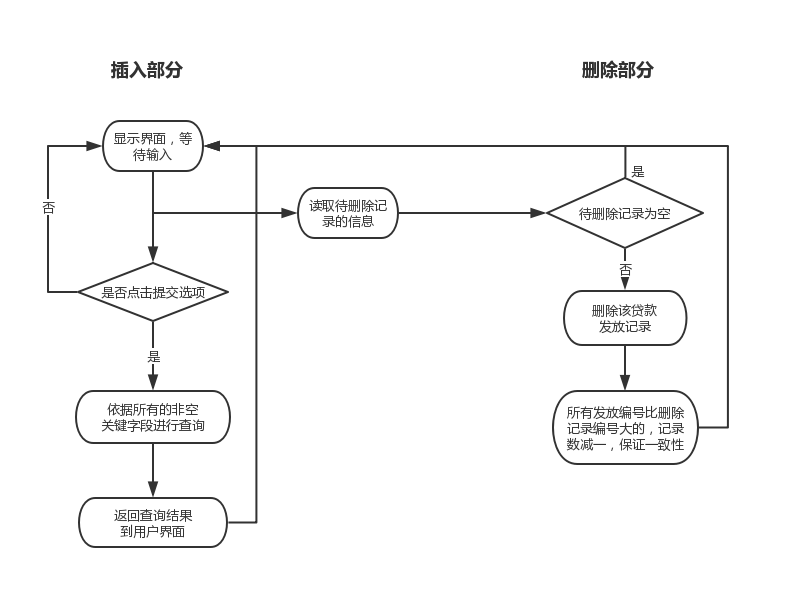 插入部分
删除部分
显示界面，等
待输入
是
否
读取待删除记
录的信息
待删除记录为空
否
是否点击提交选项
删除该贷款
发放记录
是
依据所有的非空
关键字段进行查询
所有发放编号比删除
记录编号大的，记录
数减一，保证一致性
返回查询结果
到用户界面